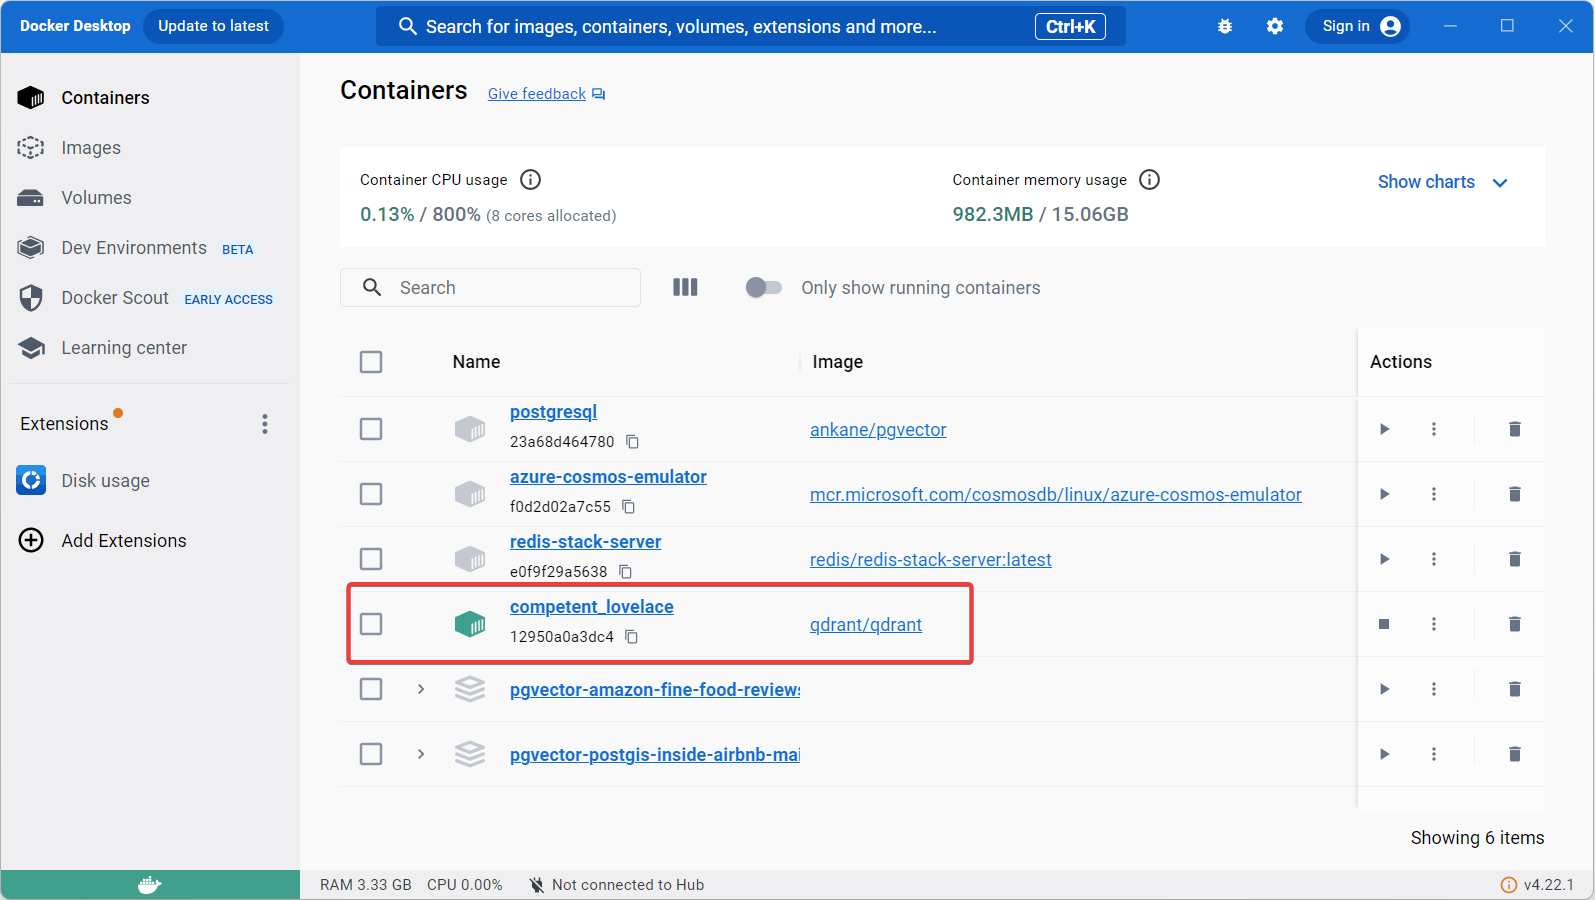 Docker Desktop Update to latest Search for images, containers, volumes, extensions and more... Ctrl+K Sign in
Containers
Images
Volumes
Dev Environments BETA
Docker Scout EARLY ACCESS
Learning center
Extensions
Disk usage
Add Extensions
Containers Give feedback
Container CPU usage
0.13% / 800% (8 cores allocated)
Container memory usage
982.3MB / 15.06GB
Show charts
Search Only show running containers
Name Image Actions
postgresql
23a68d464780
ankane/pgvector
azure-cosmos-emulator
f0d2d02a7c55
mcr.microsoft.com/cosmosdb/linux/azure-cosmos-emulator
redis-stack-server
e0f9f29a5638
redis/redis-stack-server:latest
competent_lovelace
12950a0a3dc4
qdrant/qdrant
pgvector-amazon-fine-food-reviews
pgvector-postgis-inside-airbnb-mai
Showing 6 items
RAM 3.33 GB CPU 0.00% Not connected to Hub v4.22.1